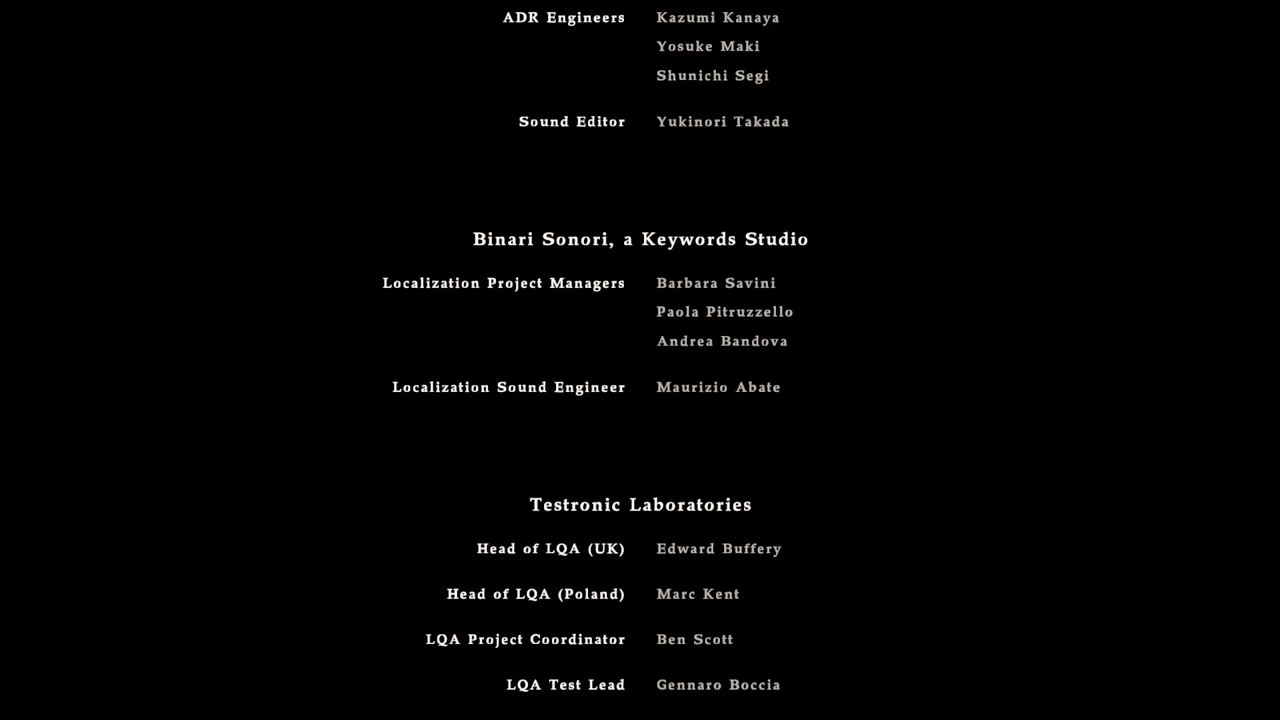 ADR Engineers Kazumi Kanaya
Yosuke Maki
Shunichi Segi
Sound Editor Yukinori Takada
Binari Sonori, a Keywords Studio
Localization Project Managers Barbara Savini
Paola Pitruzzello
Andrea Bandova
Localization Sound Engineer Maurizio Abate
Testronic Laboratories
Head of LQA (UK) Edward Buffery
Head of LQA (Poland) Marc Kent
LQA Project Coordinator Ben Scott
LQA Test Lead Gennaro Boccia